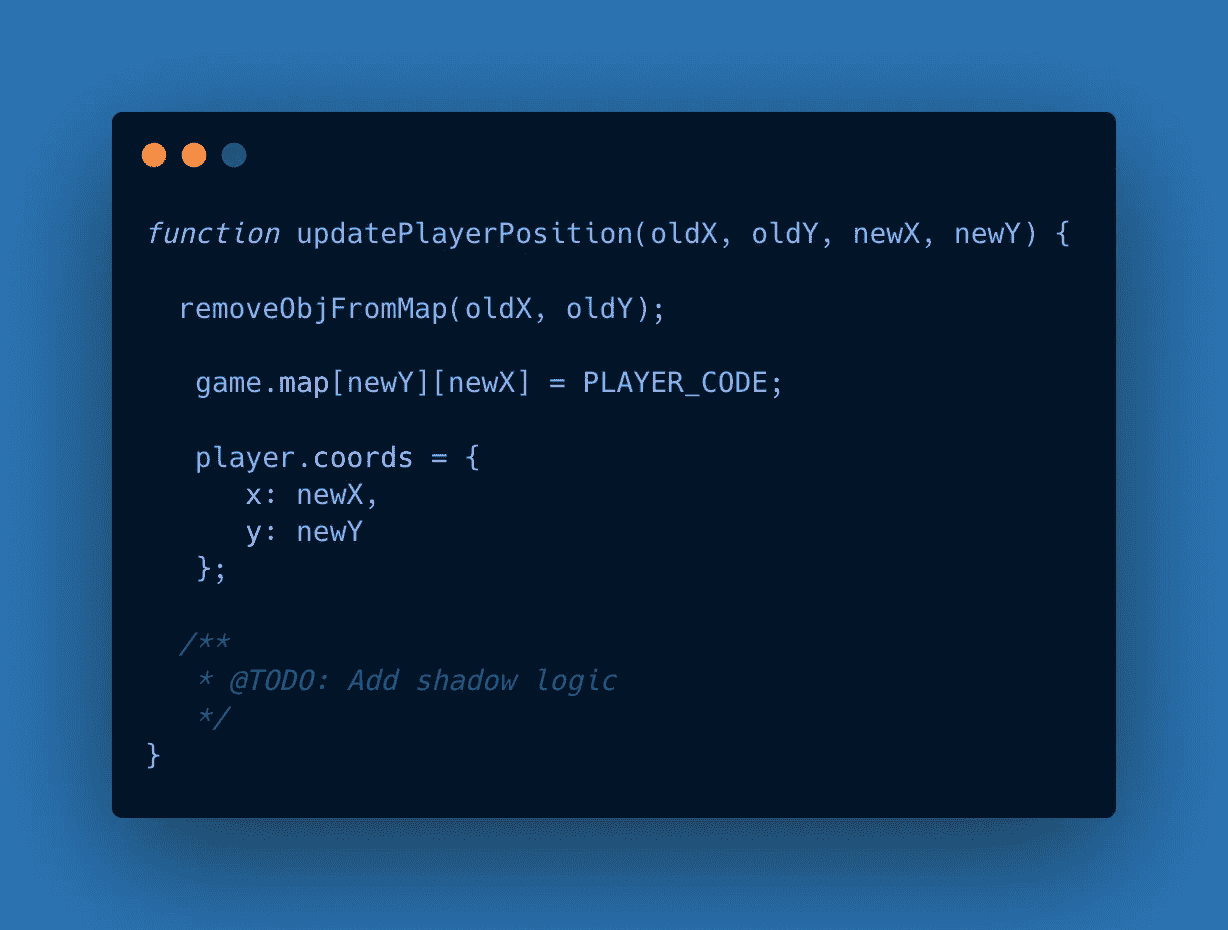 function updatePlayerPosition(oldX, oldY, newX, newY) {
  removeObjFromMap(oldX, oldY);
   game.map[newY][newX] = PLAYER_CODE;
   player.coords = {
      x: newX,
      y: newY
   };
  /**
   * @TODO: Add shadow logic
   */
}